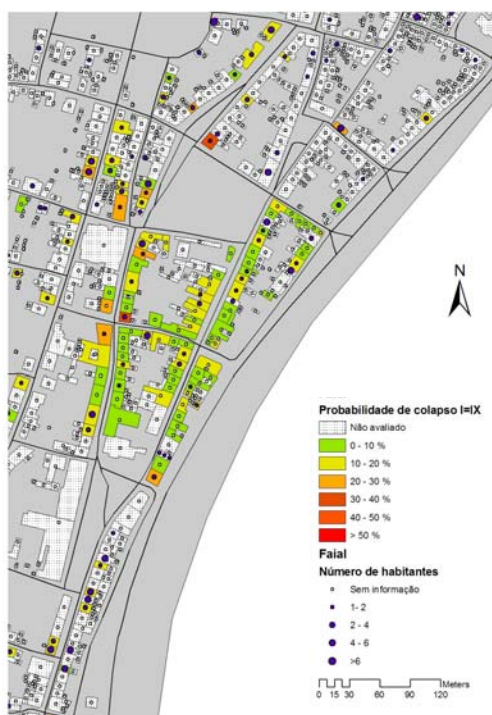 N
Probabilidade de colapso I=IX
Não avaliado
0 - 10 %
10 - 20 %
20 - 30 %
30 - 40 %
40 - 50 %
> 50 %
Faial
Número de habitantes
Sem informação
1- 2
2 - 4
4 - 6
>6
Meters
0 15 30 60 90 120